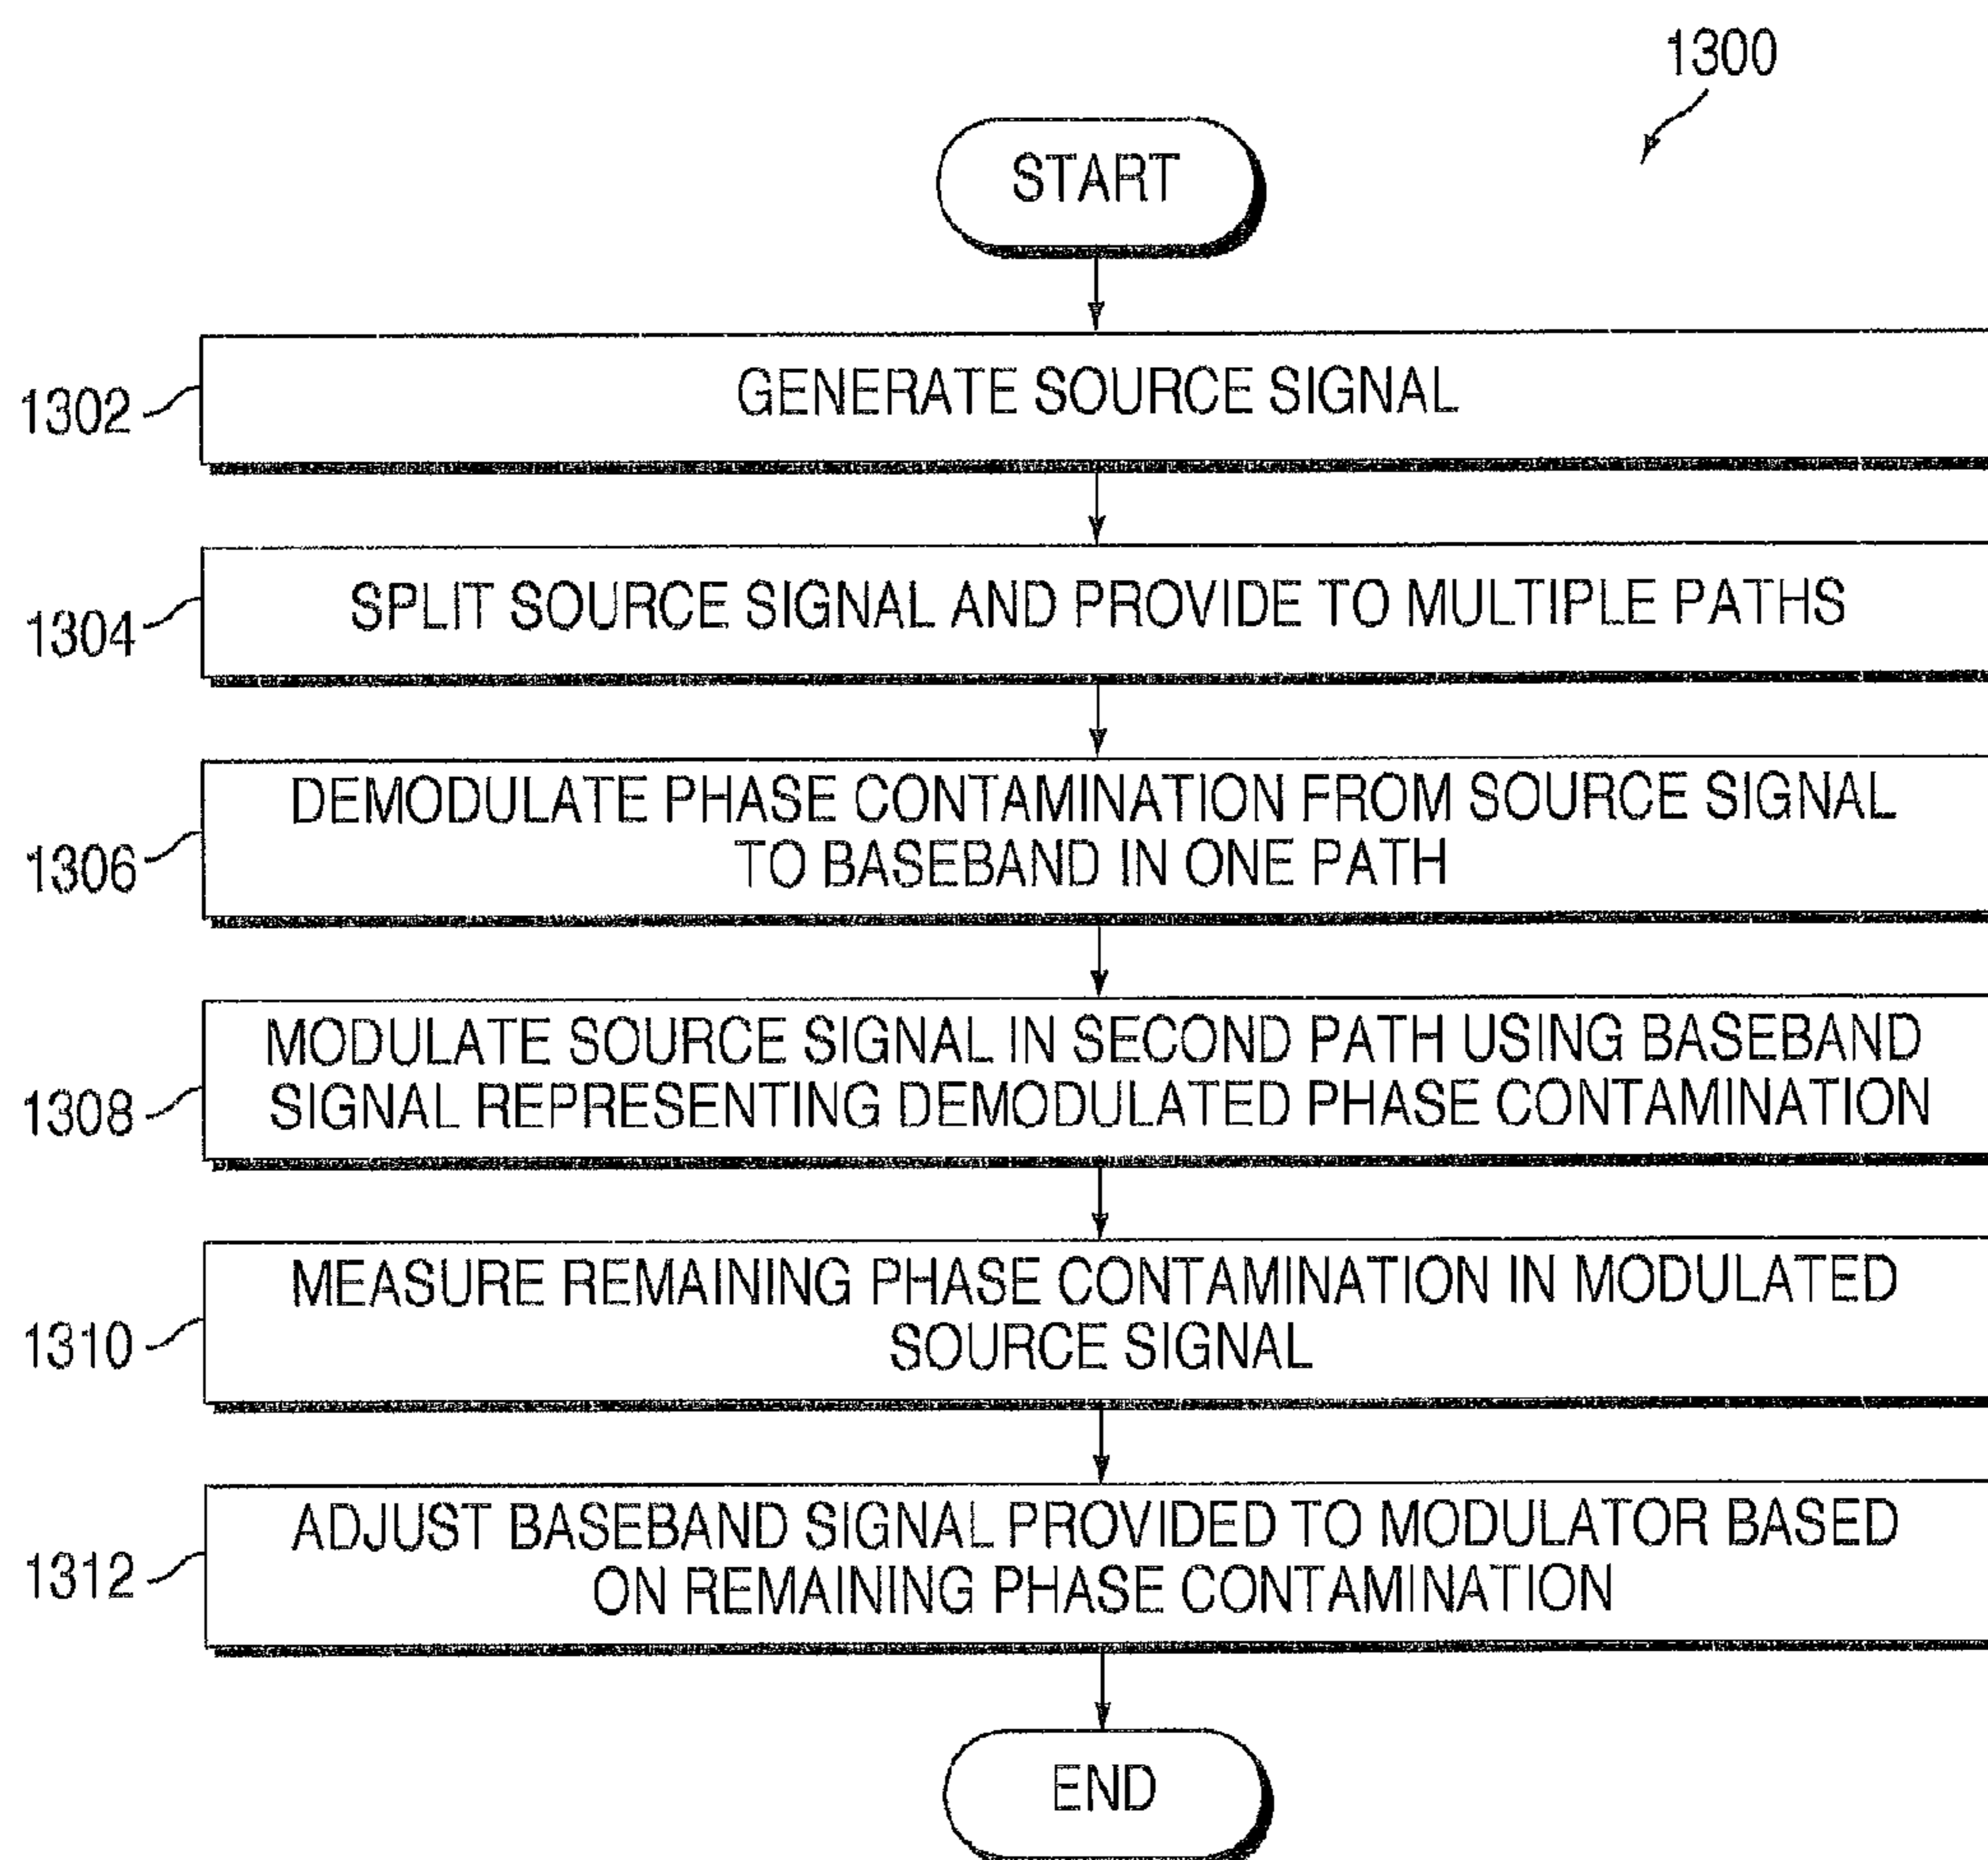 1300
START
1302
GENERATE SOURCE SIGNAL
1304
SPLIT SOURCE SIGNAL AND PROVIDE TO MULTIPLE PATHS
1306
DEMODULATE PHASE CONTAMINATION FROM SOURCE SIGNAL
TO BASEBAND IN ONE PATH
1308
MODULATE SOURCE SIGNAL IN SECOND PATH USING BASEBAND
SIGNAL REPRESENTING DEMODULATED PHASE CONTAMINATION
1310
MEASURE REMAINING PHASE CONTAMINATION IN MODULATED
SOURCE SIGNAL
1312
ADJUST BASEBAND SIGNAL PROVIDED TO MODULATOR BASED
ON REMAINING PHASE CONTAMINATION
END